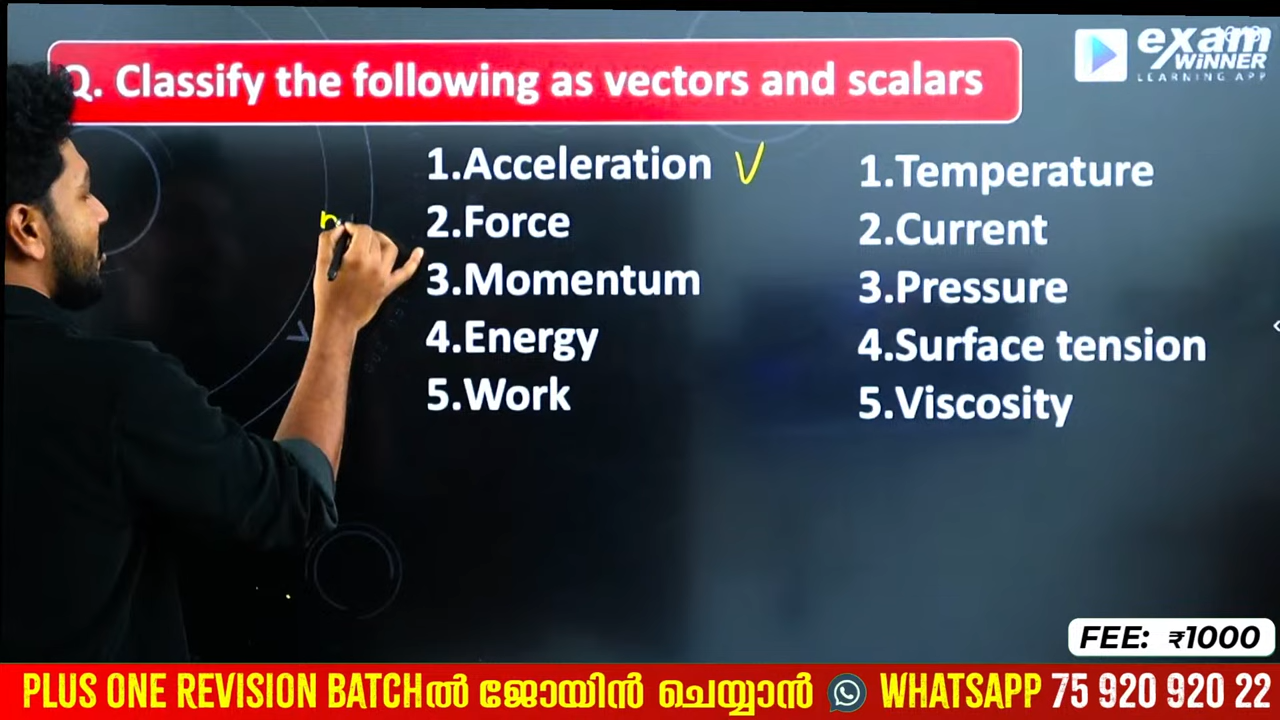 Q. Classify the following as vectors and scalars
exam
WINNER
LEARNING APP
1.Acceleration V
2.Force
3.Momentum
4.Energy
5.Work
1.Temperature
2.Current
3.Pressure
4.Surface tension
5.Viscosity
FEE: ₹1000
PLUS ONE REVISION BATCHൽ ജോയിൻ ചെയ്യാൻ WHATSAPP 75 920 920 22